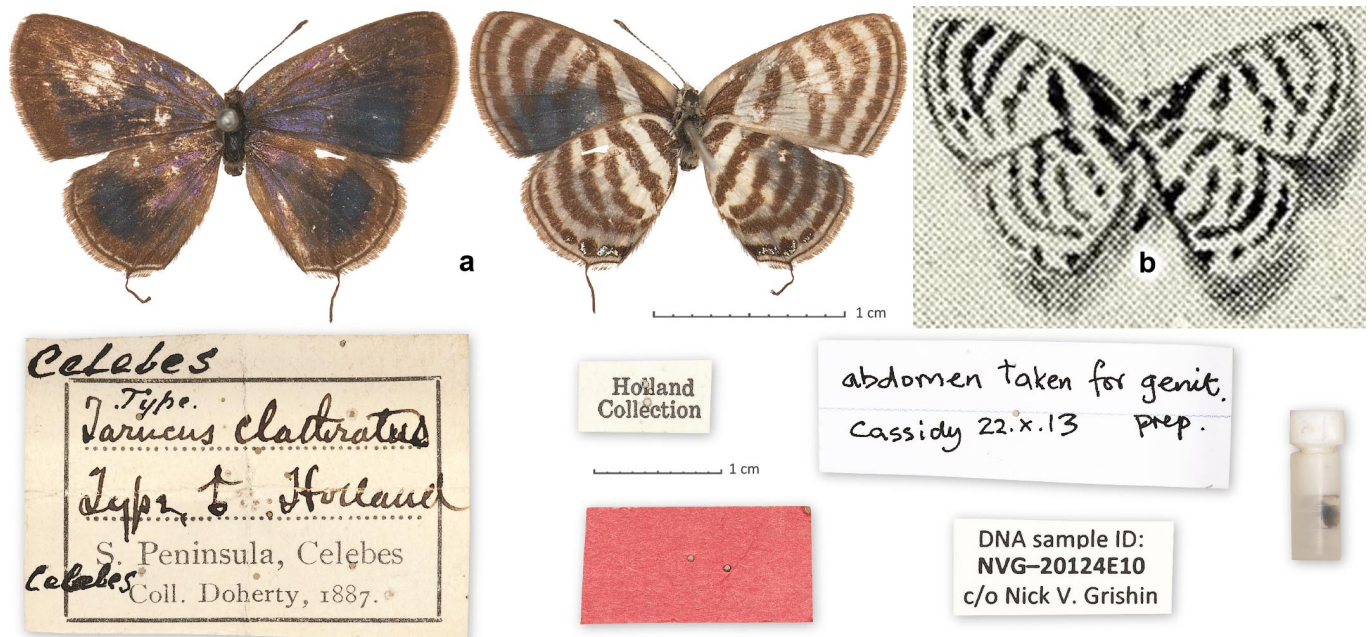 a
b
1 cm
Celebes
Type.
Tarucus clathratus
Type, ♂ Holland
S. Peninsula, Celebes
Celebes
Coll. Doherty, 1887.
Holland
Collection
1 cm
abdomen taken for genit.
Cassidy 22.x.13 prep.
DNA sample ID:
NVG–20124E10
c/o Nick V. Grishin